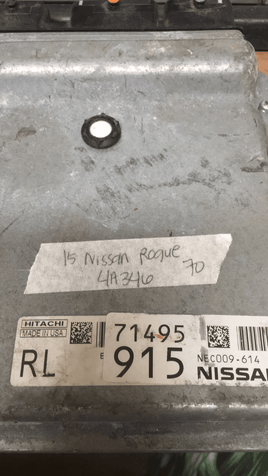 15 Nissan Rogue
4A346 70
HITACHI
MADE IN USA
71495
NEC009-614
RL
915
NISSAN